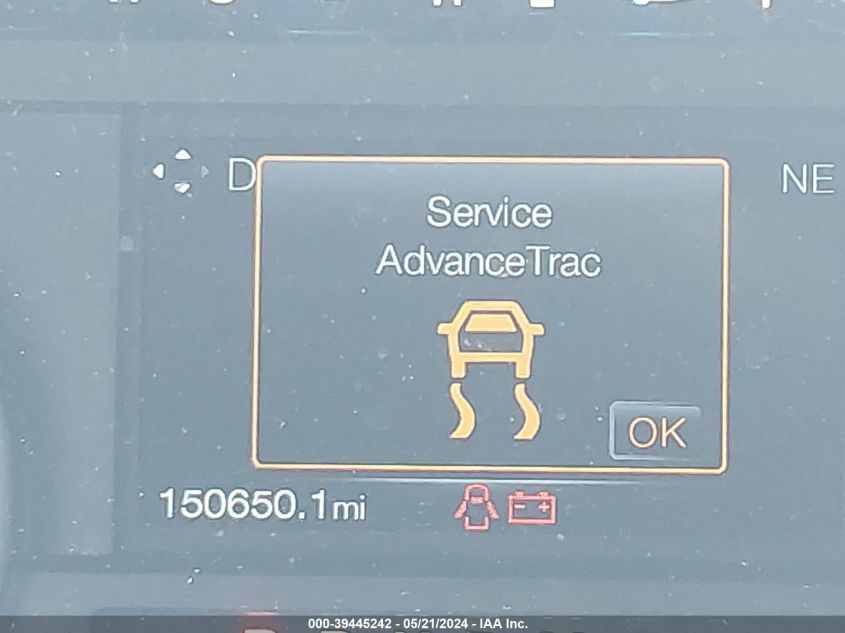 D
NE
Service
AdvanceTrac
OK
150650.1mi
000-39445242 - 05/21/2024 - IAA Inc.